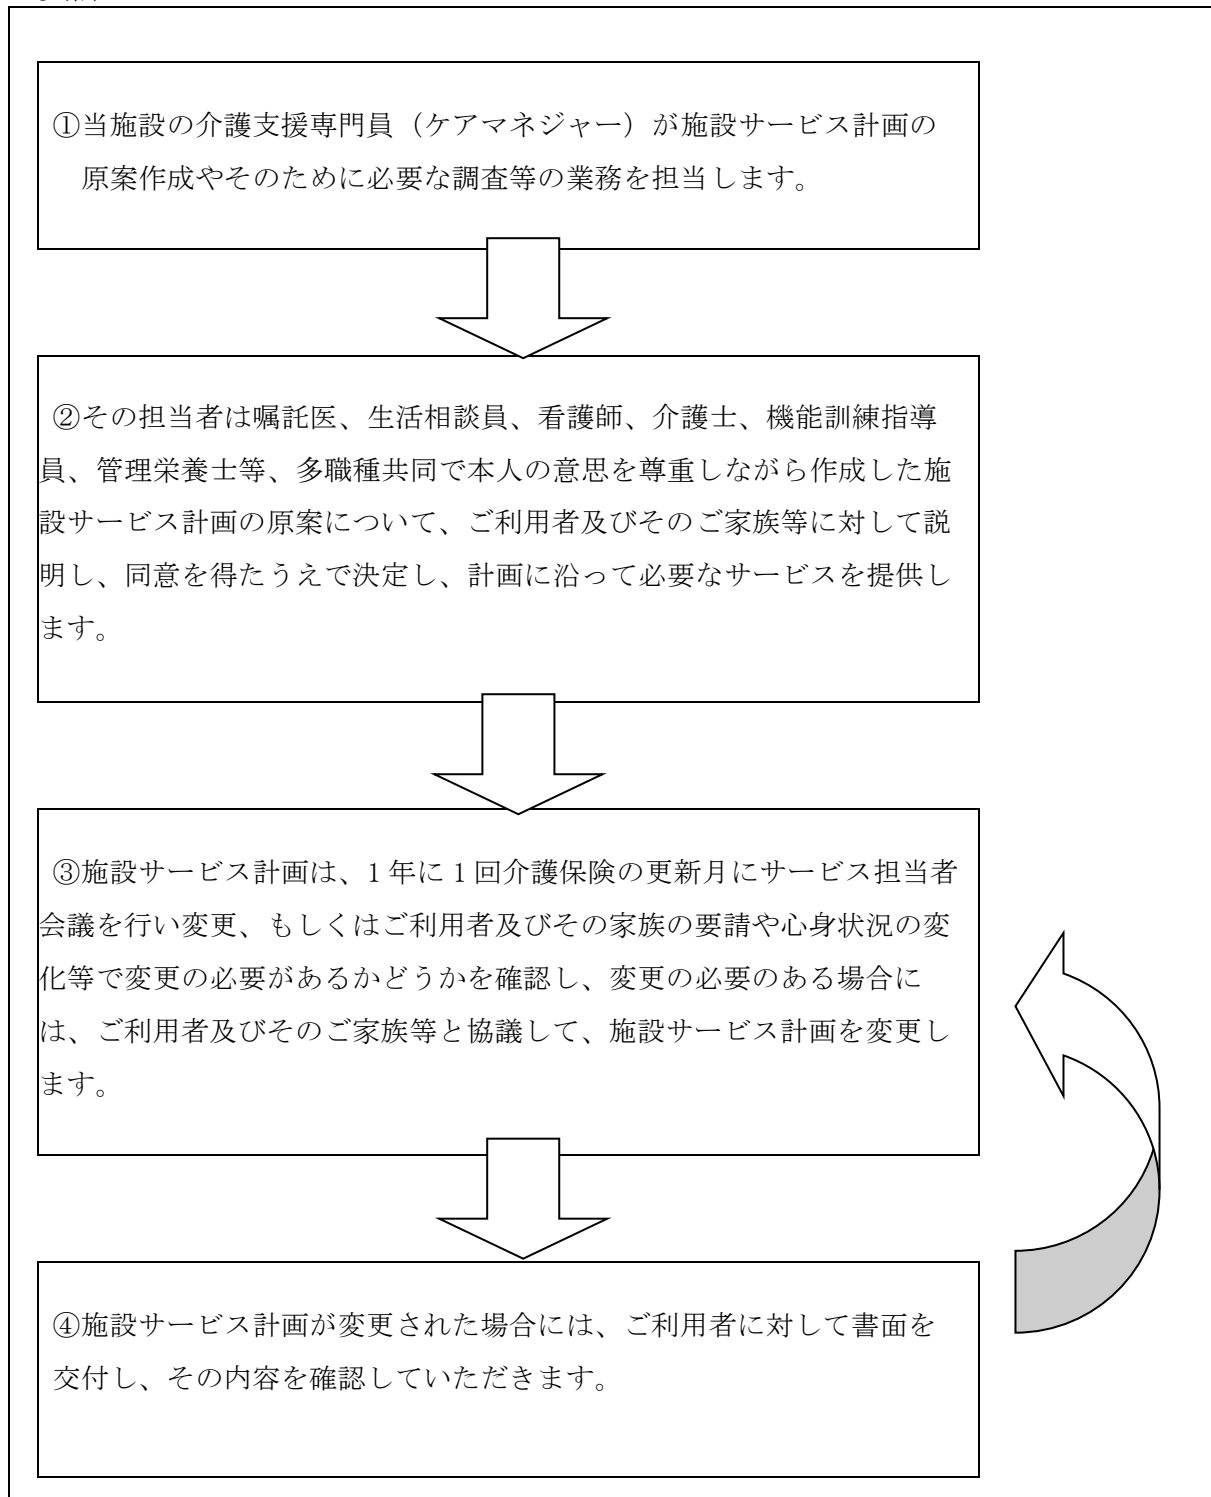 ①当施設の介護支援専門員（ケアマネジャー）が施設サービス計画の
原案作成やそのために必要な調査等の業務を担当します。
②その担当者は嘱託医、生活相談員、看護師、介護士、機能訓練指導
員、管理栄養士等、多職種共同で本人の意思を尊重しながら作成した施
設サービス計画の原案について、ご利用者及びそのご家族等に対して説
明し、同意を得たうえで決定し、計画に沿って必要なサービスを提供し
ます。
③施設サービス計画は、1 年に 1 回介護保険の更新月にサービス担当者
会議を行い変更、もしくはご利用者及びその家族の要請や心身状況の変
化等で変更の必要があるかどうかを確認し、変更の必要のある場合に
は、ご利用者及びそのご家族等と協議して、施設サービス計画を変更し
ます。
④施設サービス計画が変更された場合には、ご利用者に対して書面を
交付し、その内容を確認していただきます。